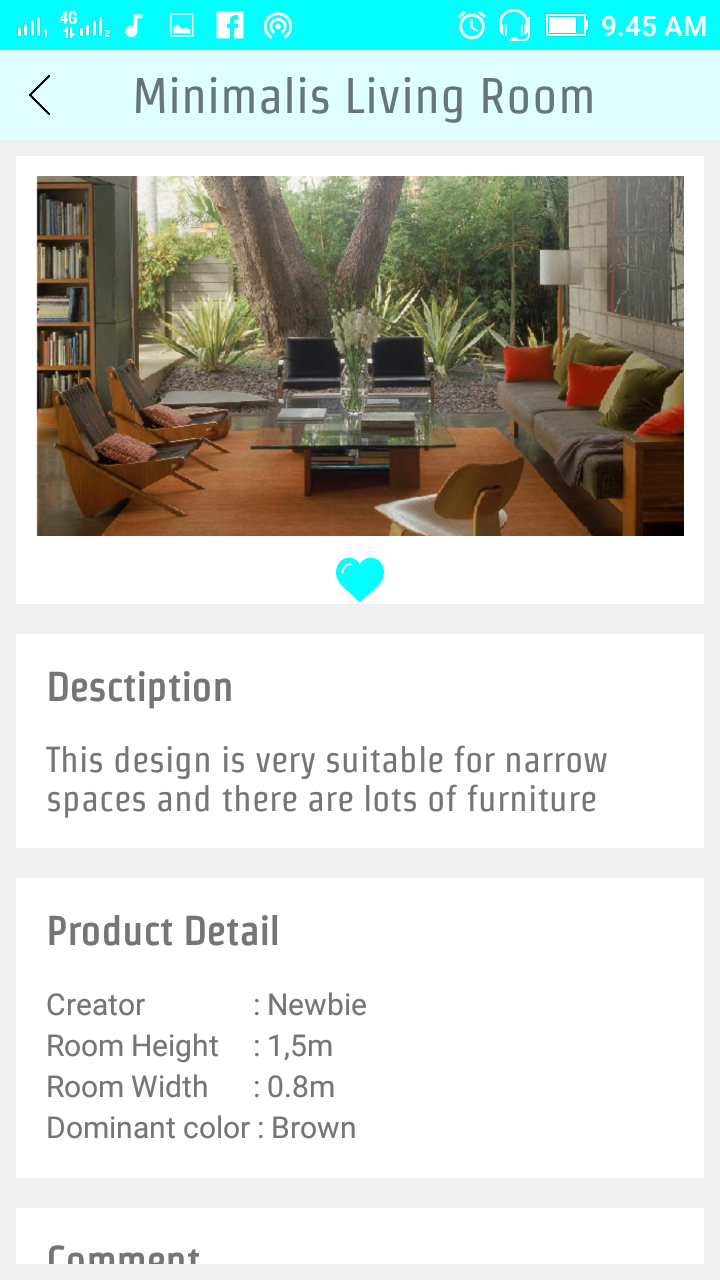 4G
1
2
9.45 AM
Minimalis Living Room
Desctiption
This design is very suitable for narrow
spaces and there are lots of furniture
Product Detail
Creator : Newbie
Room Height : 1,5m
Room Width : 0.8m
Dominant color : Brown
Comment